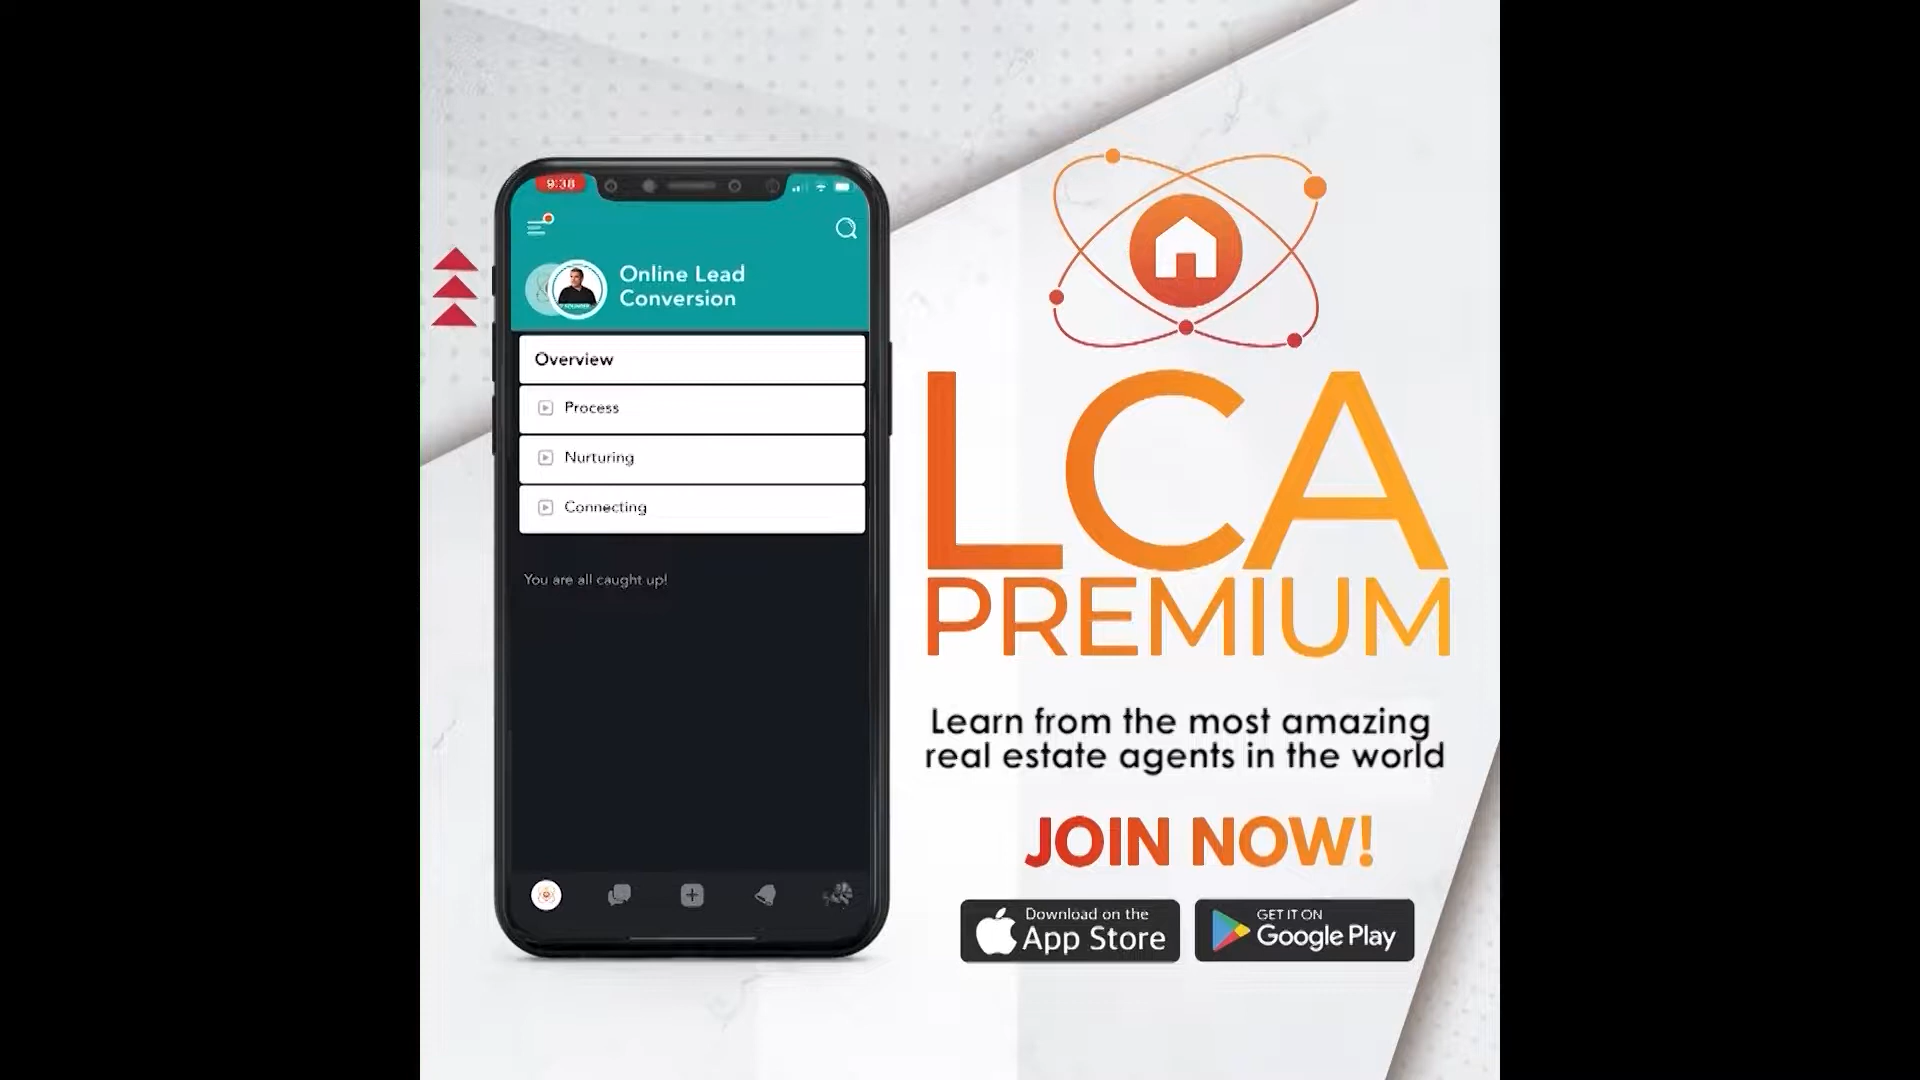 9:38
Online Lead
Conversion
Overview
Process
Nurturing
Connecting
You are all caught up!
LCA
PREMIUM
Learn from the most amazing
real estate agents in the world
JOIN NOW!
Download on the
App Store
GET IT ON
Google Play